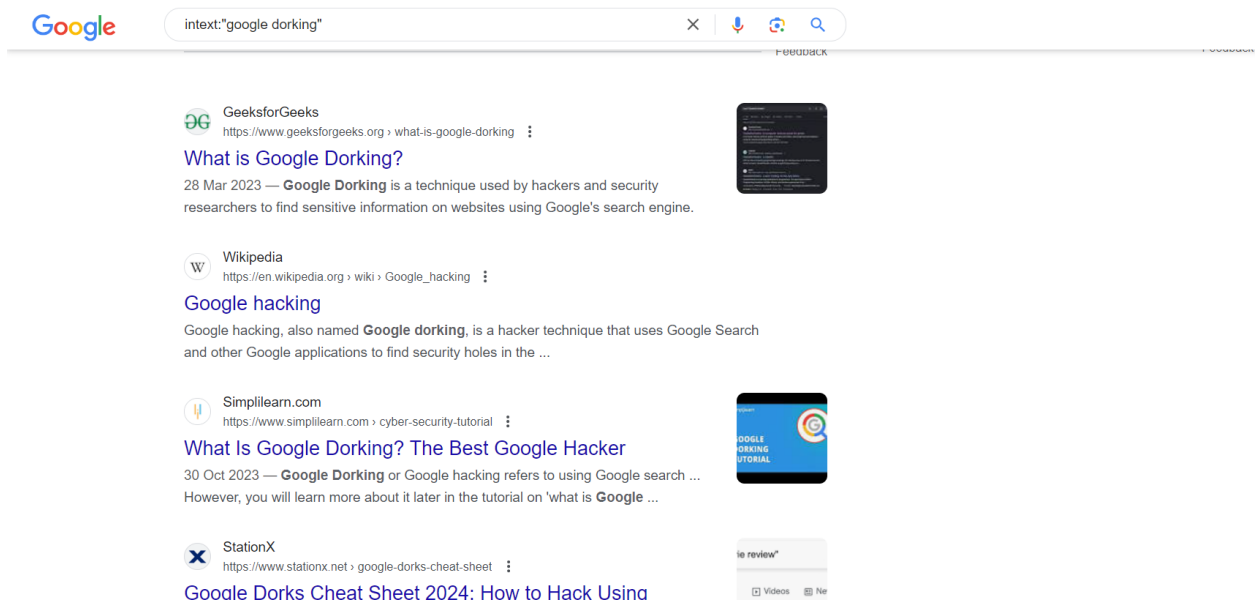 Google
intext:"google dorking"
Feedback
Feedback
GeeksforGeeks
https://www.geeksforgeeks.org › what-is-google-dorking
What is Google Dorking?
28 Mar 2023 — Google Dorking is a technique used by hackers and security
researchers to find sensitive information on websites using Google's search engine.
W
Wikipedia
https://en.wikipedia.org › wiki › Google_hacking
Google hacking
Google hacking, also named Google dorking, is a hacker technique that uses Google Search
and other Google applications to find security holes in the ...
Simplilearn.com
https://www.simplilearn.com › cyber-security-tutorial
What Is Google Dorking? The Best Google Hacker
30 Oct 2023 — Google Dorking or Google hacking refers to using Google search ...
However, you will learn more about it later in the tutorial on 'what is Google ...
OOGLE
ORKING
UTORIAL
StationX
https://www.stationx.net › google-dorks-cheat-sheet
Google Dorks Cheat Sheet 2024: How to Hack Using
ie review"
Videos
Ne